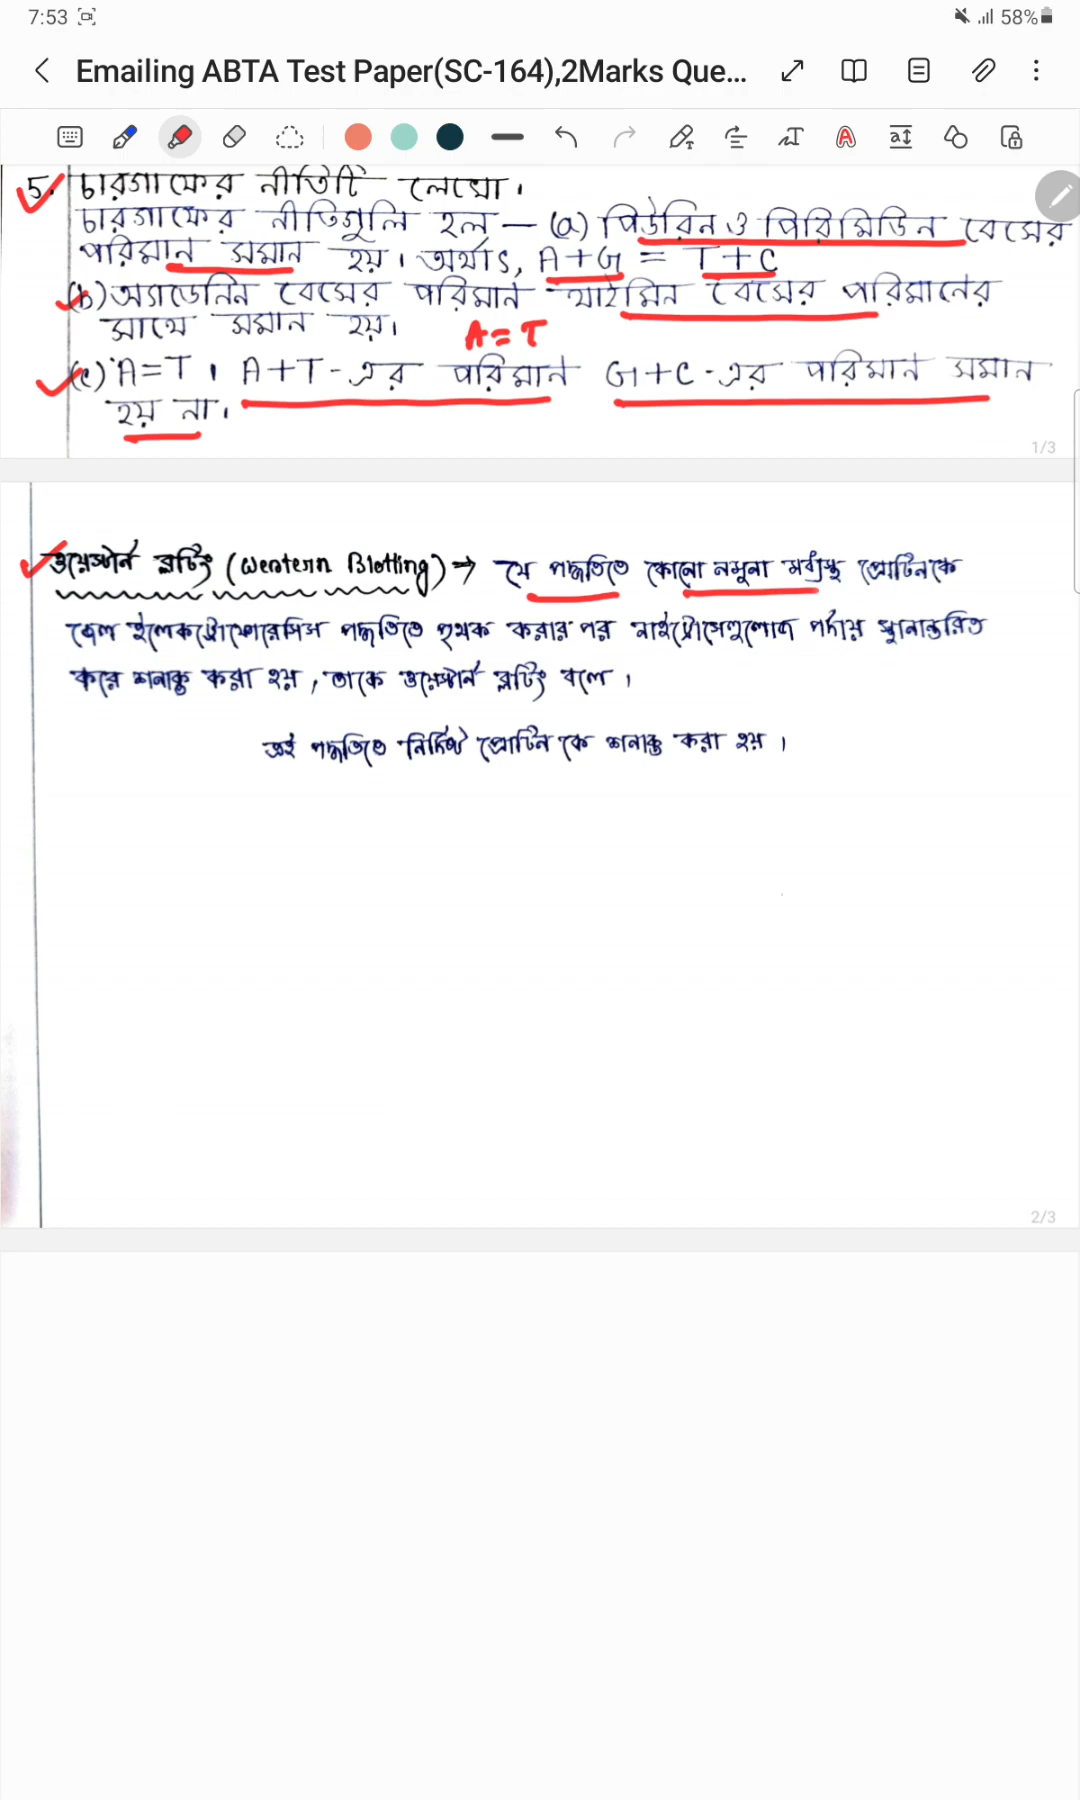 7:53 58%
Emailing ABTA Test Paper(SC-164),2Marks Que...
5. চারগাফের নীতিটি লেখো।
চারগাফের নীতিগুলি হল — (a) পিউরিন ও পিরিমিডিন বেসের
পরিমান সমান হয়। অর্থাৎ, A+G = T+C
(b) অ্যাডেনিন বেসের পরিমান থাইমিন বেসের পরিমানের
সাথে সমান হয়। A=T
(c) A=T, A+T-এর পরিমান G+C-এর পরিমান সমান
হয় না।
1/3
ওয়েস্টার্ন ব্লটিং (Western Blotting) → যে পদ্ধতিতে কোনো নমুনা মধ্যস্থ প্রোটিনকে
জেল ইলেকট্রোফোরেসিস পদ্ধতিতে পৃথক করার পর নাইট্রোসেলুলোজ পর্দায় স্থানান্তরিত
করে শনাক্ত করা হয়, তাকে ওয়েস্টার্ন ব্লটিং বলে।
এই পদ্ধতিতে নির্দিষ্ট প্রোটিন কে শনাক্ত করা হয়।
2/3